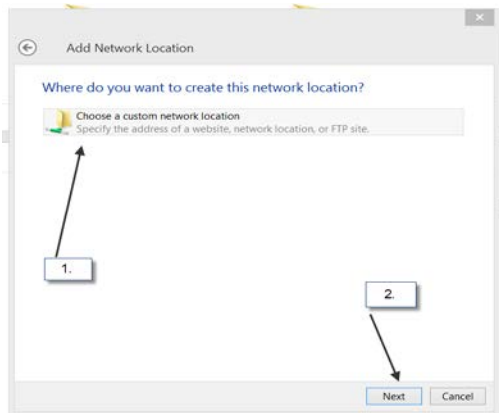 Add Network Location
Where do you want to create this network location?
Choose a custom network location
Specify the address of a website, network location, or FTP site.
1.
2.
Next Cancel